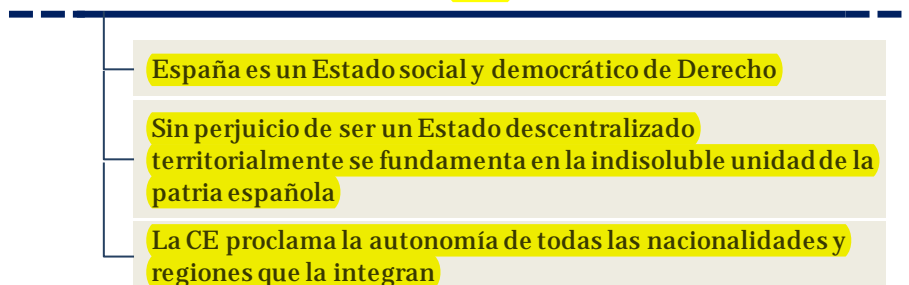 España es un Estado social y democrático de Derecho
Sin perjuicio de ser un Estado descentralizado
territorialmente se fundamenta en la indisoluble unidad de la
patria española
La CE proclama la autonomía de todas las nacionalidades y
regiones que la integran